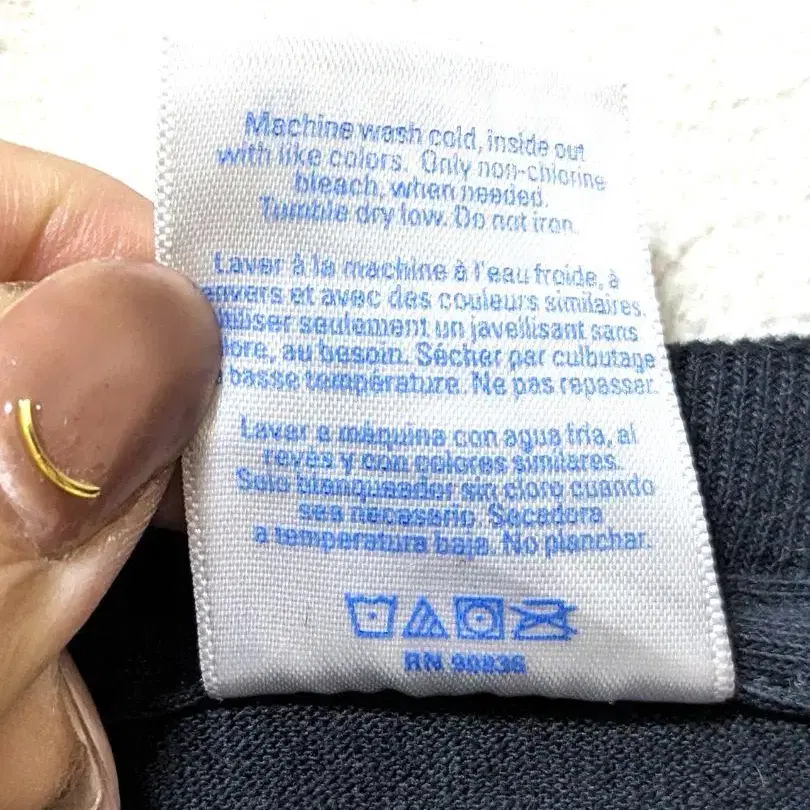 Machine wash cold, inside out
with like colors. Only non-chlorine
bleach, when needed.
Tumble dry low. Do not iron.
Laver à la machine à l'eau froide, à
envers et avec des couleurs similaires.
seulement un javellisant sans
au besoin. Sécher par culbutage
basse température. Ne pas repasser.
Lavar a máquina con agua fría, al
revés y con colores similares.
Solo blanqueador sin cloro cuando
sea necesario. Secadora
a temperatura baja. No planchar.
RN 90836